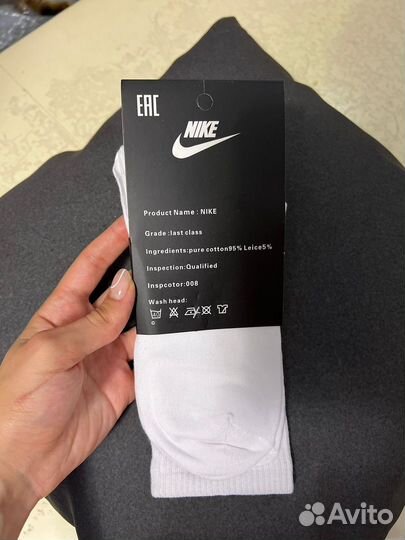 EAC
NIKE
Product Name : NIKE
Grade :last class
Ingredients:pure cotton95% Leice5%
Inspection: Qualified
Inspcotor:008
Wash head:
Avito